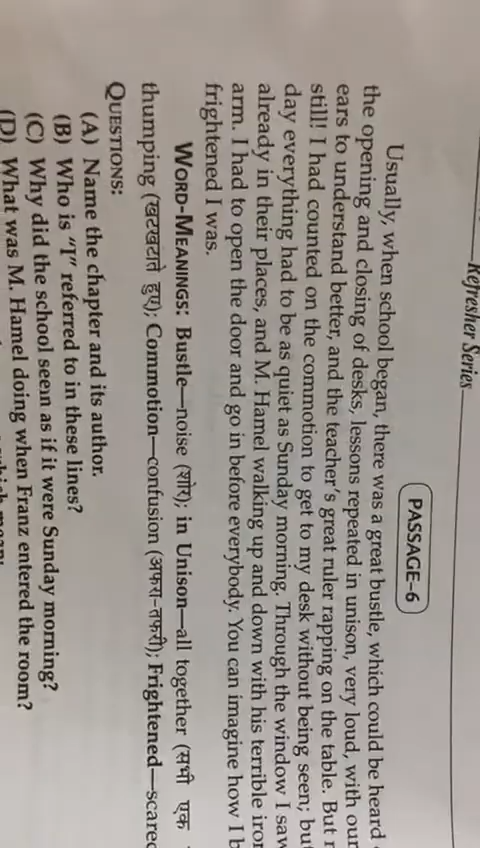 Refresher Series
PASSAGE–6
Usually, when school began, there was a great bustle, which could be heard
the opening and closing of desks, lessons repeated in unison, very loud, with our
ears to understand better, and the teacher's great ruler rapping on the table. But
still! I had counted on the commotion to get to my desk without being seen; but
day everything had to be as quiet as Sunday morning. Through the window I saw
already in their places, and M. Hamel walking up and down with his terrible iron
arm. I had to open the door and go in before everybody. You can imagine how I
frightened I was.
WORD-MEANINGS: Bustle—noise (शोर); in Unison—all together (सभी एक
thumping (खटखटाते हुए); Commotion—confusion (अफरा-तफरी); Frightened—scared
QUESTIONS:
(A) Name the chapter and its author.
(B) Who is "I" referred to in these lines?
(C) Why did the school seem as if it were Sunday morning?
(D) What was M. Hamel doing when Franz entered the room?